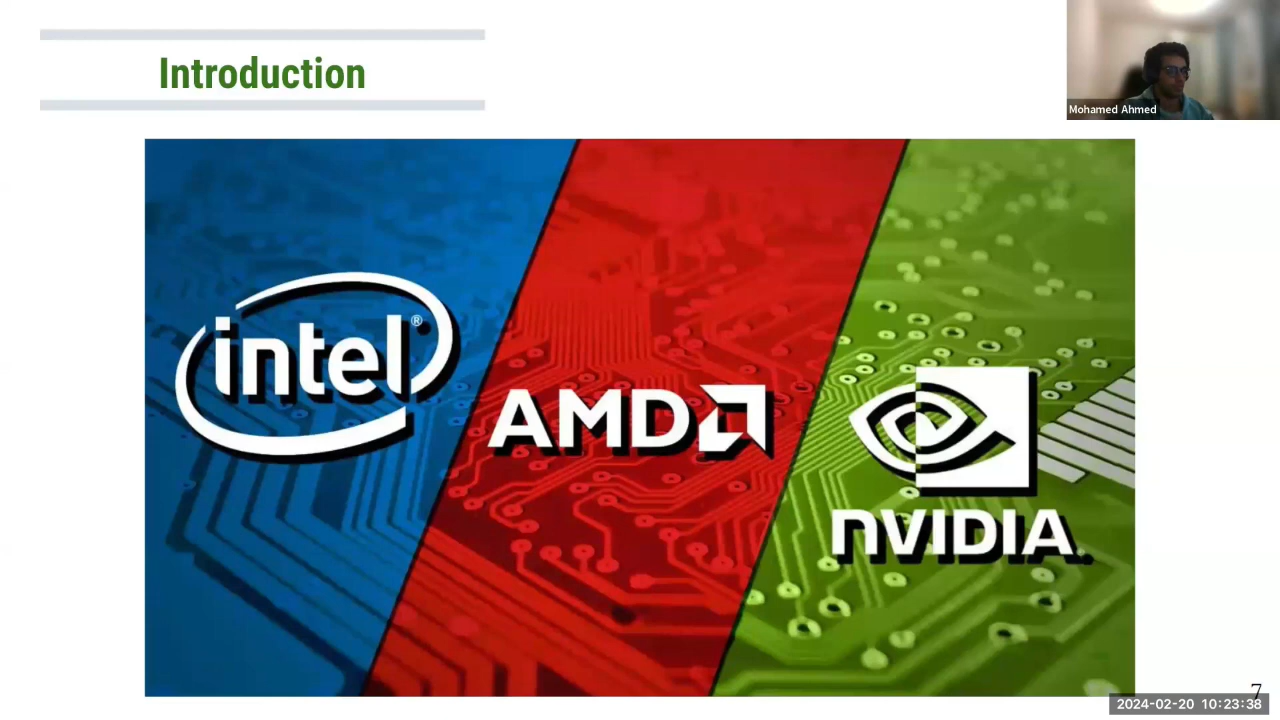 Introduction
Mohamed Ahmed
intel®
AMD
NVIDIA.
7
2024-02-20 10:23:38